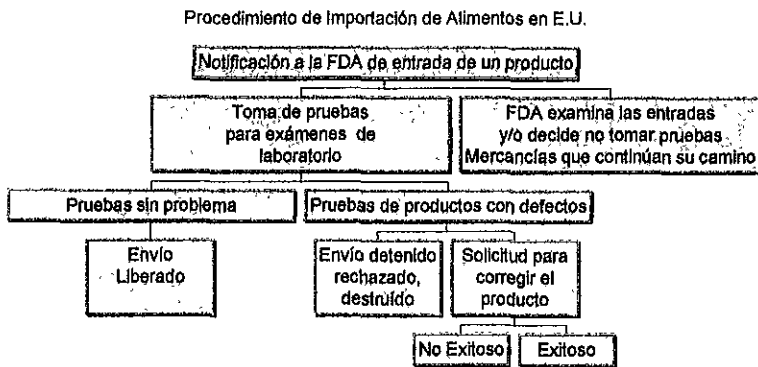 Procedimiento de Importación de Alimentos en E.U.
Notificación a la FDA de entrada de un producto
Toma de pruebas
para exámenes de
laboratorio
FDA examina las entradas
y/o decide no tomar pruebas
Mercancías que continúan su camino
Pruebas sin problema
Pruebas de productos con defectos
Envío
Liberado
Envío detenido
rechazado,
destruído
Solicitud para
corregir el
producto
No Exitoso
Exitoso